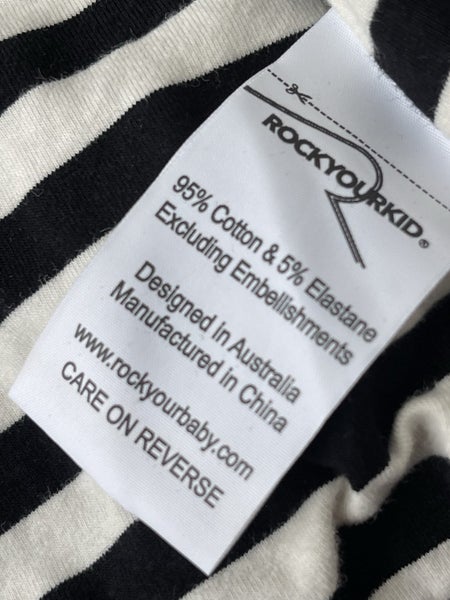 ROCKYOURKID®
95% Cotton & 5% Elastane
Excluding Embellishments
Designed in Australia
Manufactured in China
www.rockyourbaby.com
CARE ON REVERSE